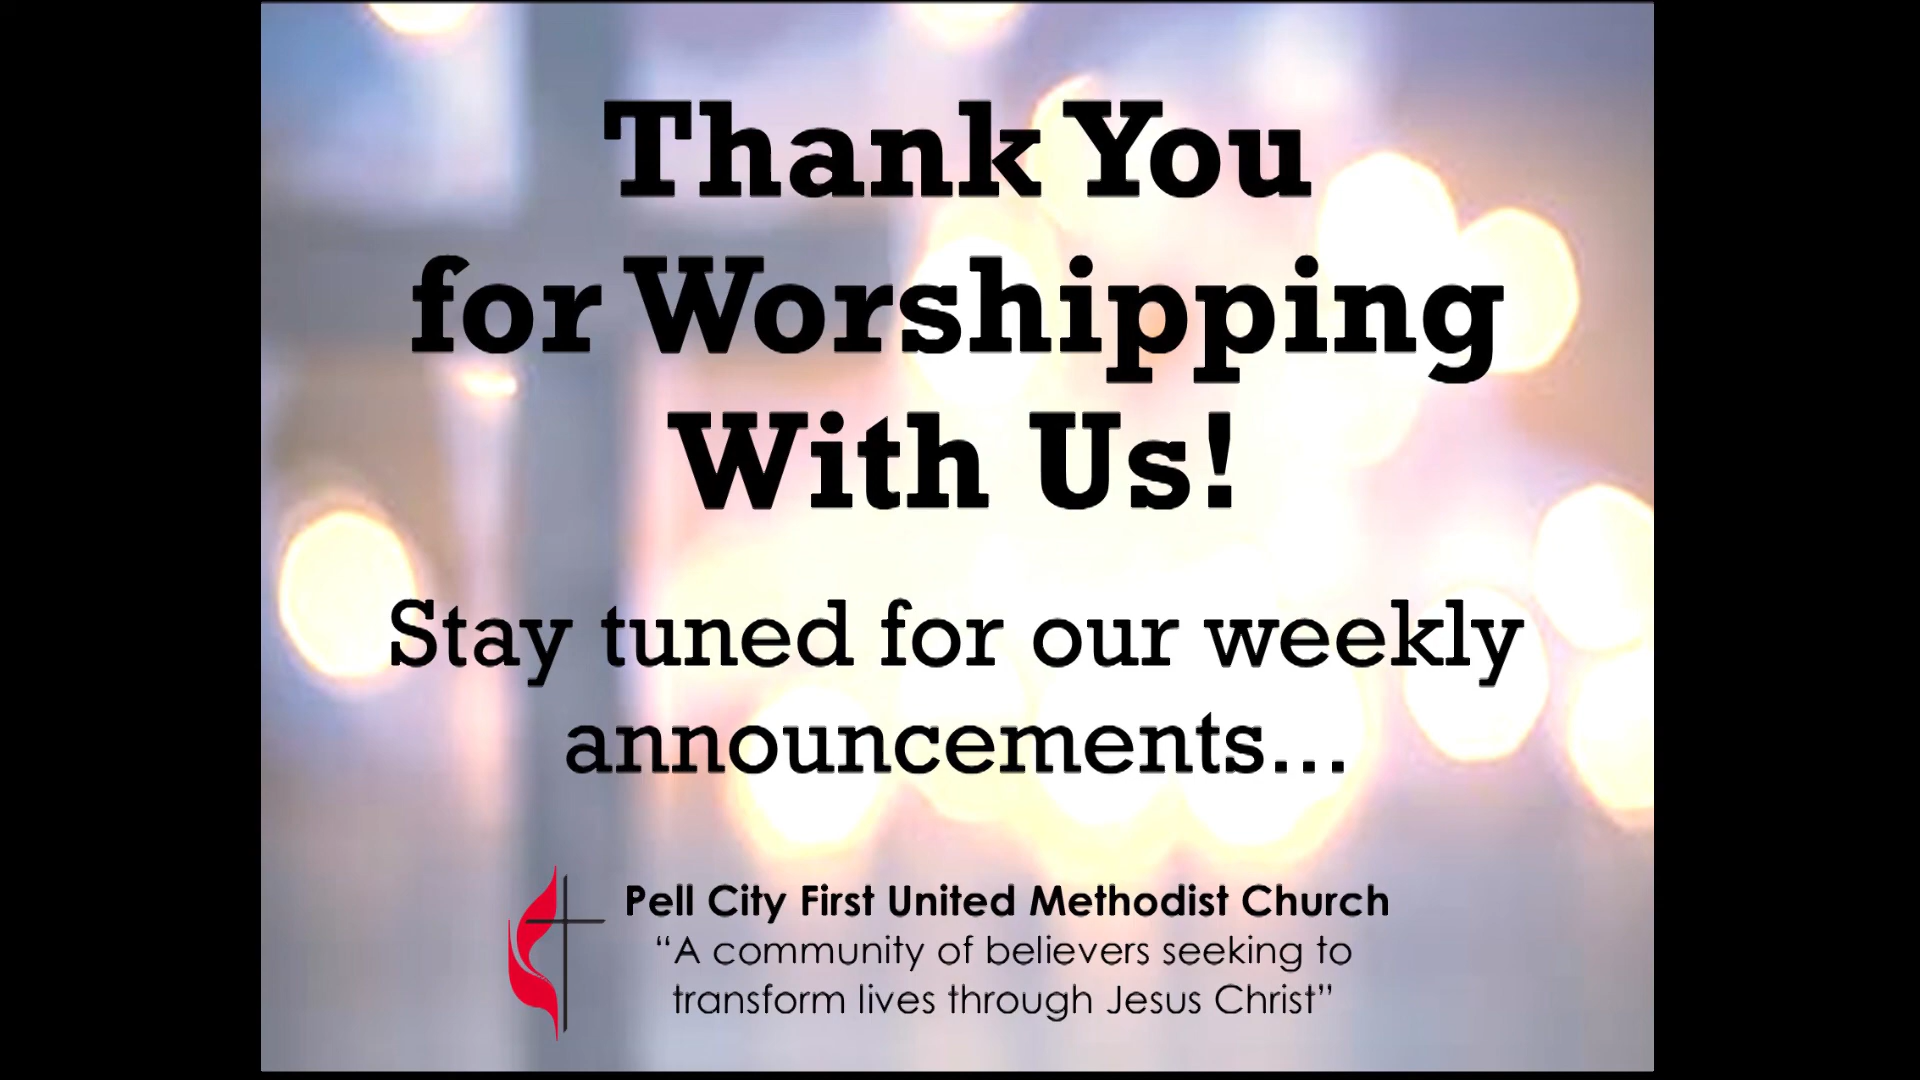 Thank You
for Worshipping
With Us!
Stay tuned for our weekly
announcements...
Pell City First United Methodist Church
“A community of believers seeking to
transform lives through Jesus Christ”